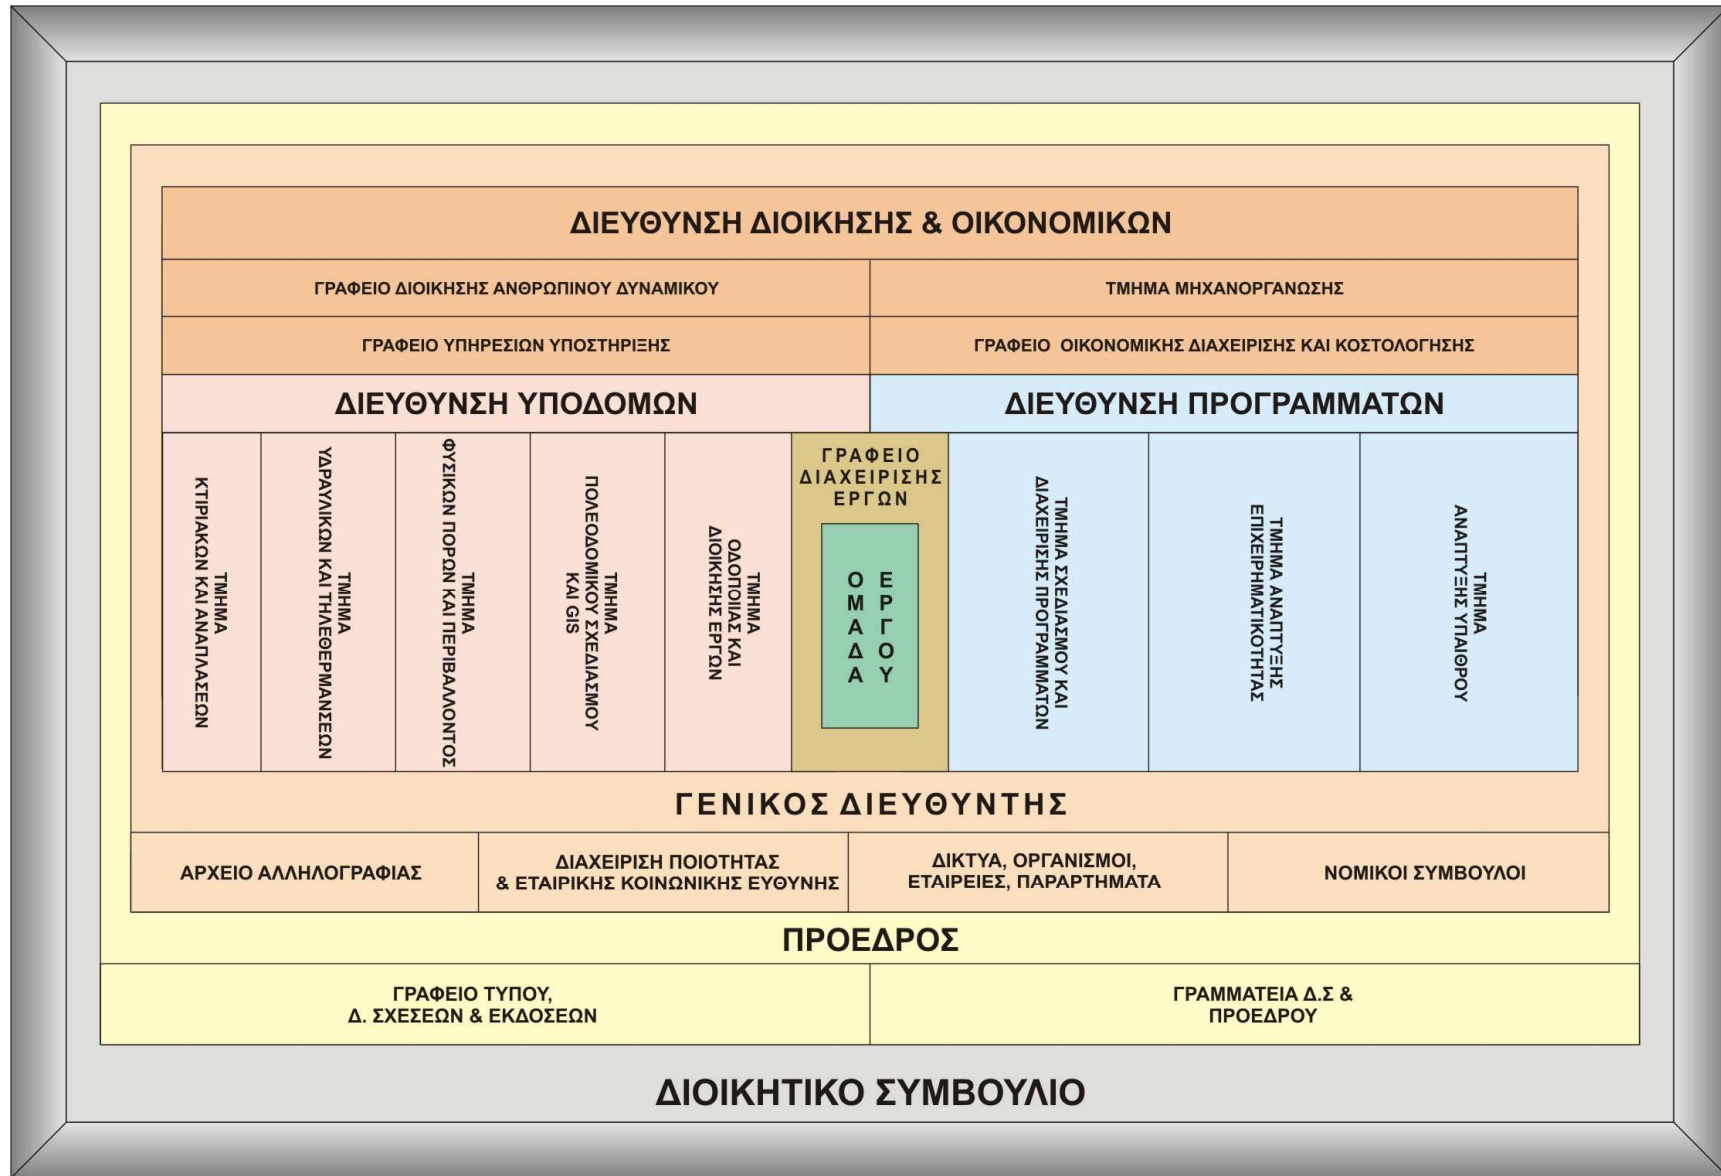 ΔΙΕΥΘΥΝΣΗ ΔΙΟΙΚΗΣΗΣ & ΟΙΚΟΝΟΜΙΚΩΝ
ΓΡΑΦΕΙΟ ΔΙΟΙΚΗΣΗΣ ΑΝΘΡΩΠΙΝΟΥ ΔΥΝΑΜΙΚΟΥ
ΤΜΗΜΑ ΜΗΧΑΝΟΡΓΑΝΩΣΗΣ
ΓΡΑΦΕΙΟ ΥΠΗΡΕΣΙΩΝ ΥΠΟΣΤΗΡΙΞΗΣ
ΓΡΑΦΕΙΟ ΟΙΚΟΝΟΜΙΚΗΣ ΔΙΑΧΕΙΡΙΣΗΣ ΚΑΙ ΚΟΣΤΟΛΟΓΗΣΗΣ
ΔΙΕΥΘΥΝΣΗ ΥΠΟΔΟΜΩΝ
ΔΙΕΥΘΥΝΣΗ ΠΡΟΓΡΑΜΜΑΤΩΝ
ΤΜΗΜΑ
ΚΤΙΡΙΑΚΩΝ ΚΑΙ ΑΝΑΠΛΑΣΕΩΝ
ΤΜΗΜΑ
ΥΔΡΑΥΛΙΚΩΝ ΚΑΙ ΤΗΛΕΘΕΡΜΑΝΣΕΩΝ
ΤΜΗΜΑ
ΦΥΣΙΚΩΝ ΠΟΡΩΝ ΚΑΙ ΠΕΡΙΒΑΛΛΟΝΤΟΣ
ΤΜΗΜΑ
ΠΟΛΕΟΔΟΜΙΚΟΥ ΣΧΕΔΙΑΣΜΟΥ
ΚΑΙ GIS
ΤΜΗΜΑ
ΟΔΟΠΟΙΙΑΣ ΚΑΙ
ΔΙΟΙΚΗΣΗΣ ΕΡΓΩΝ
ΓΡΑΦΕΙΟ
ΔΙΑΧΕΙΡΙΣΗΣ
ΕΡΓΩΝ
ΟΜΑΔΑ
ΕΡΓΟΥ
ΤΜΗΜΑ ΣΧΕΔΙΑΣΜΟΥ ΚΑΙ
ΔΙΑΧΕΙΡΙΣΗΣ ΠΡΟΓΡΑΜΜΑΤΩΝ
ΤΜΗΜΑ ΑΝΑΠΤΥΞΗΣ
ΕΠΙΧΕΙΡΗΜΑΤΙΚΟΤΗΤΑΣ
ΤΜΗΜΑ
ΑΝΑΠΤΥΞΗΣ ΥΠΑΙΘΡΟΥ
ΓΕΝΙΚΟΣ ΔΙΕΥΘΥΝΤΗΣ
ΑΡΧΕΙΟ ΑΛΛΗΛΟΓΡΑΦΙΑΣ
ΔΙΑΧΕΙΡΙΣΗ ΠΟΙΟΤΗΤΑΣ
& ΕΤΑΙΡΙΚΗΣ ΚΟΙΝΩΝΙΚΗΣ ΕΥΘΥΝΗΣ
ΔΙΚΤΥΑ, ΟΡΓΑΝΙΣΜΟΙ,
ΕΤΑΙΡΕΙΕΣ, ΠΑΡΑΡΤΗΜΑΤΑ
ΝΟΜΙΚΟΙ ΣΥΜΒΟΥΛΟΙ
ΠΡΟΕΔΡΟΣ
ΓΡΑΦΕΙΟ ΤΥΠΟΥ,
Δ. ΣΧΕΣΕΩΝ & ΕΚΔΟΣΕΩΝ
ΓΡΑΜΜΑΤΕΙΑ Δ.Σ &
ΠΡΟΕΔΡΟΥ
ΔΙΟΙΚΗΤΙΚΟ ΣΥΜΒΟΥΛΙΟ